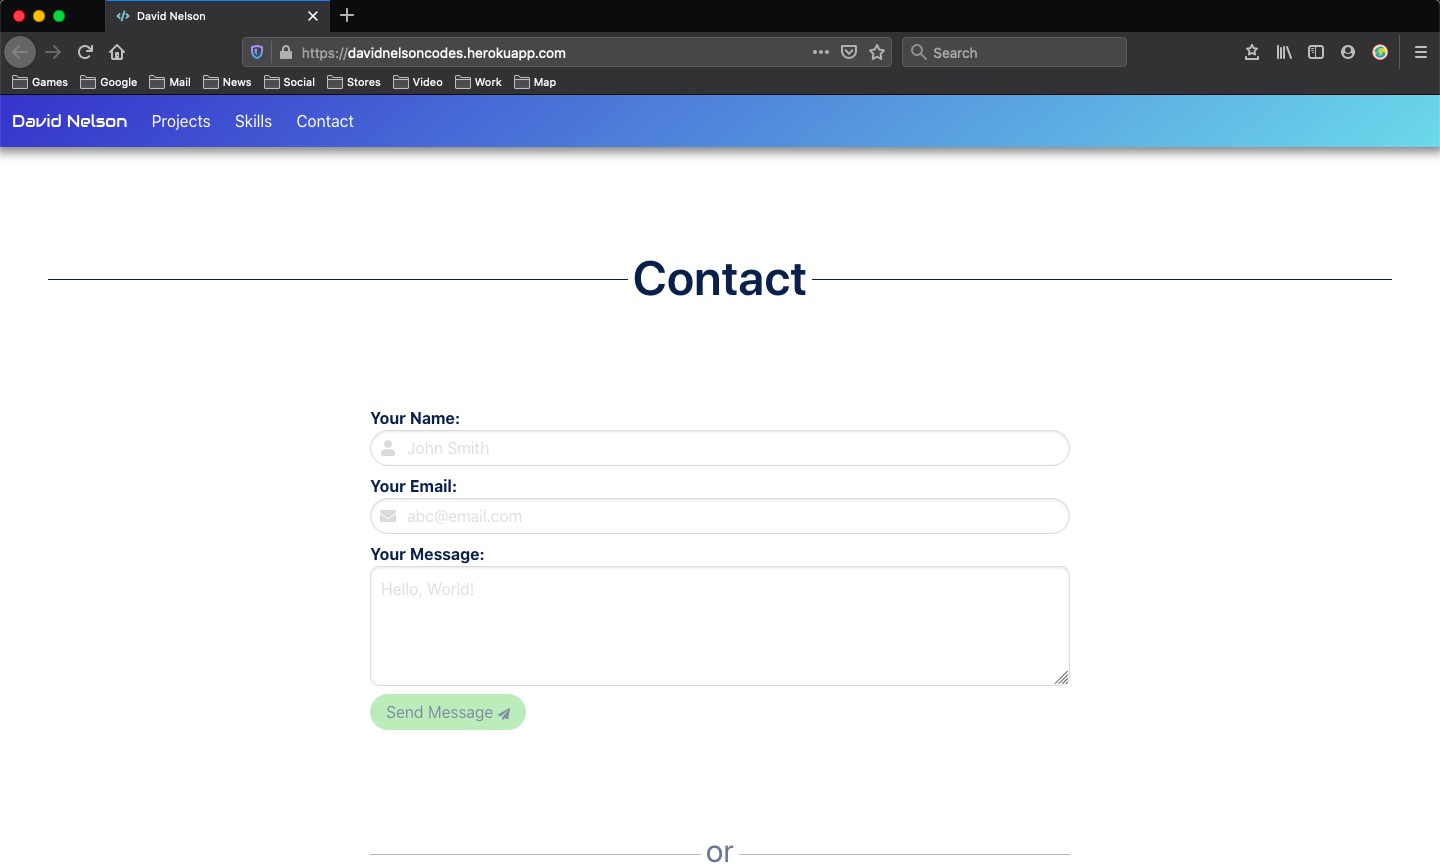 David Nelson
https://davidnelsoncodes.herokuapp.com
Search
Games Google Mail News Social Stores Video Work Map
David Nelson Projects Skills Contact
Contact
Your Name:
John Smith
Your Email:
abc@email.com
Your Message:
Hello, World!
Send Message
or